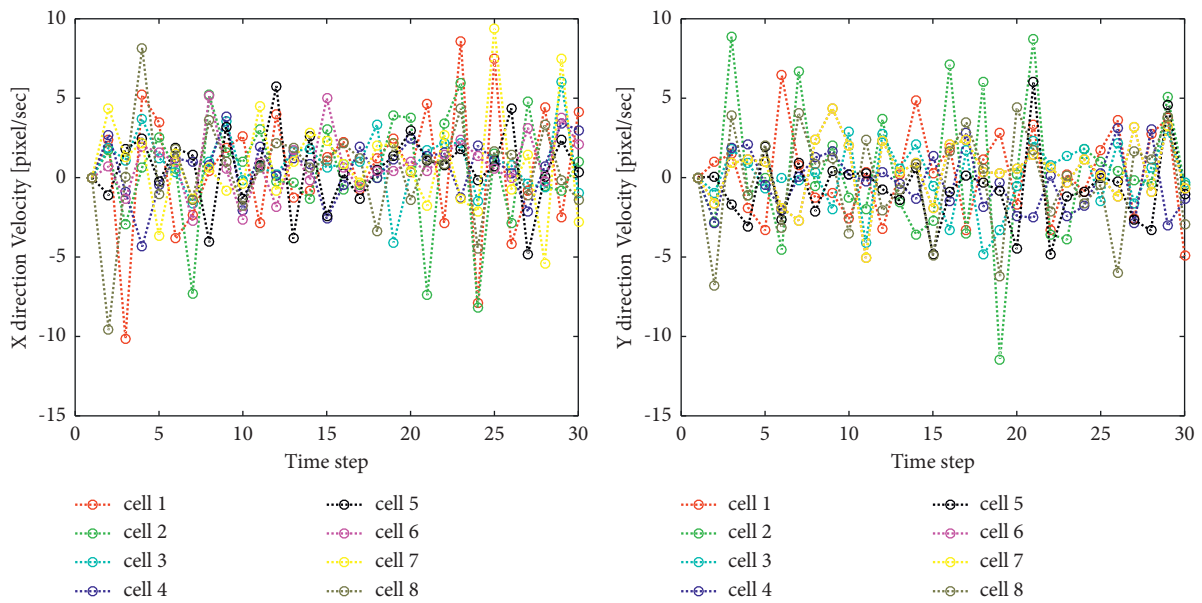 10
5
0
-5
-10
-15
X direction Velocity [pixel/sec]
0 5 10 15 20 25 30
Time step
cell 1
cell 2
cell 3
cell 4
cell 5
cell 6
cell 7
cell 8
10
5
0
-5
-10
-15
Y direction Velocity [pixel/sec]
0 5 10 15 20 25 30
Time step
cell 1
cell 2
cell 3
cell 4
cell 5
cell 6
cell 7
cell 8